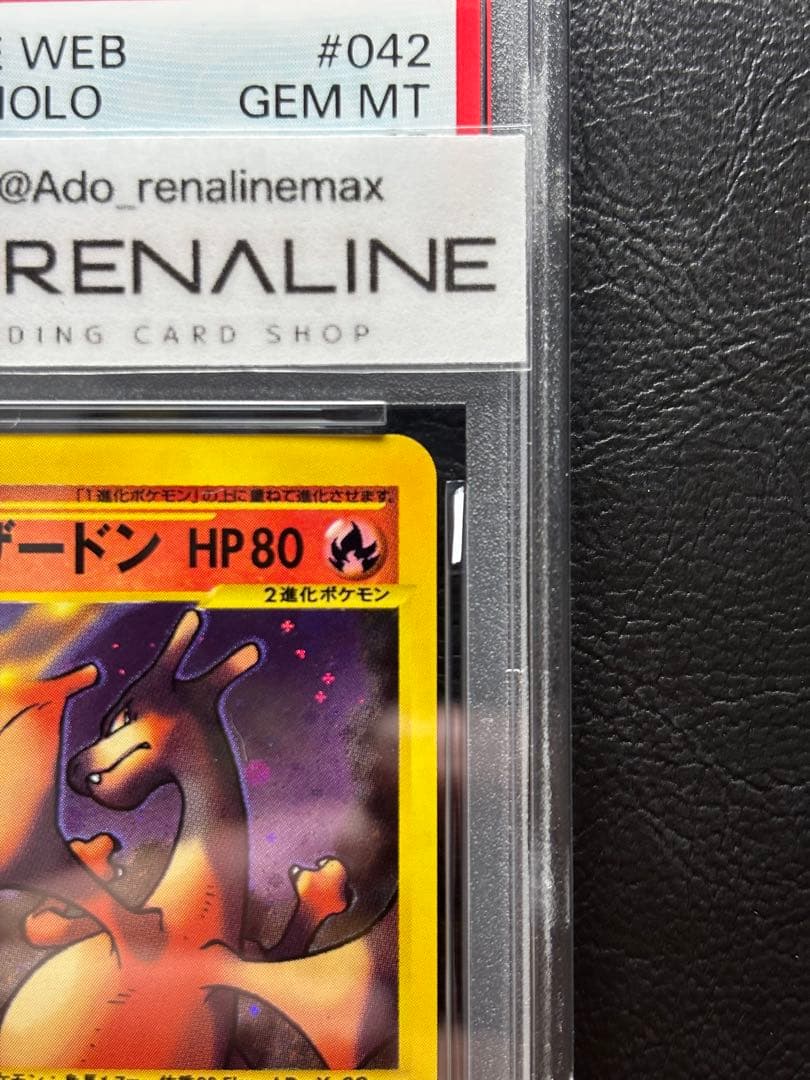 E WEB #042
HOLO GEM MT
@Ado_renalinemax
RENALINE
DING CARD SHOP
「1進化ポケモン」の上に重ねて進化させます。
ザードン HP80
2進化ポケモン